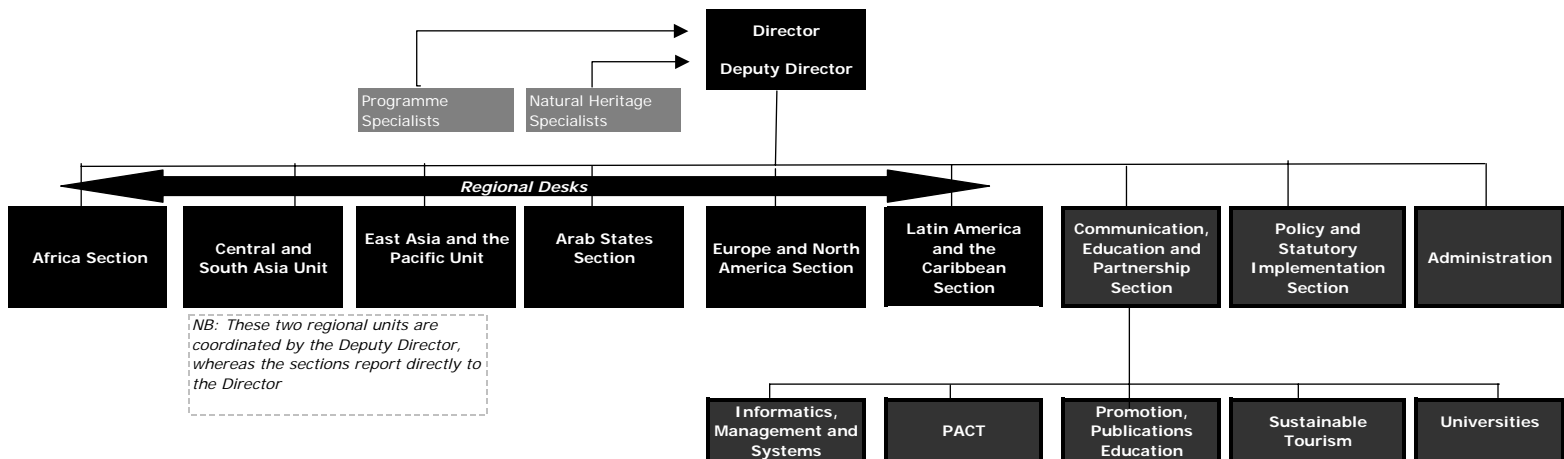 Director
Deputy Director
Programme
Specialists
Natural Heritage
Specialists
Regional Desks
Africa Section
Central and
South Asia Unit
East Asia and the
Pacific Unit
Arab States
Section
Europe and North
America Section
Latin America
and the
Caribbean
Section
Communication,
Education and
Partnership
Section
Policy and
Statutory
Implementation
Section
Administration
NB: These two regional units are
coordinated by the Deputy Director,
whereas the sections report directly to
the Director
Informatics,
Management and
Systems
PACT
Promotion,
Publications
Education
Sustainable
Tourism
Universities